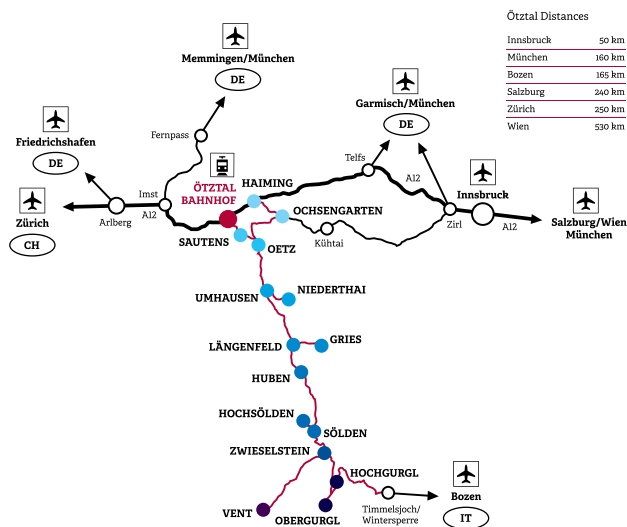 Ötztal Distances
Innsbruck 50 km
München 160 km
Bozen 165 km
Salzburg 240 km
Zürich 250 km
Wien 530 km
Memmingen/München
DE
Garmisch/München
DE
Friedrichshafen
DE
Fernpass
Telfs
A12
Innsbruck
ÖTZTAL
BAHNHOF
HAIMING
Imst
A12
Zürich
CH
Arlberg
OCHSENGARTEN
Zirl
A12
Salzburg/Wien
München
SAUTENS
OETZ
Kühtai
UMHAUSEN
NIEDERTHAI
LÄNGENFELD
GRIES
HUBEN
HOCHSÖLDEN
SÖLDEN
ZWIESELSTEIN
HOCHGURGL
VENT
OBERGURGL
Timmelsjoch/
Wintersperre
Bozen
IT